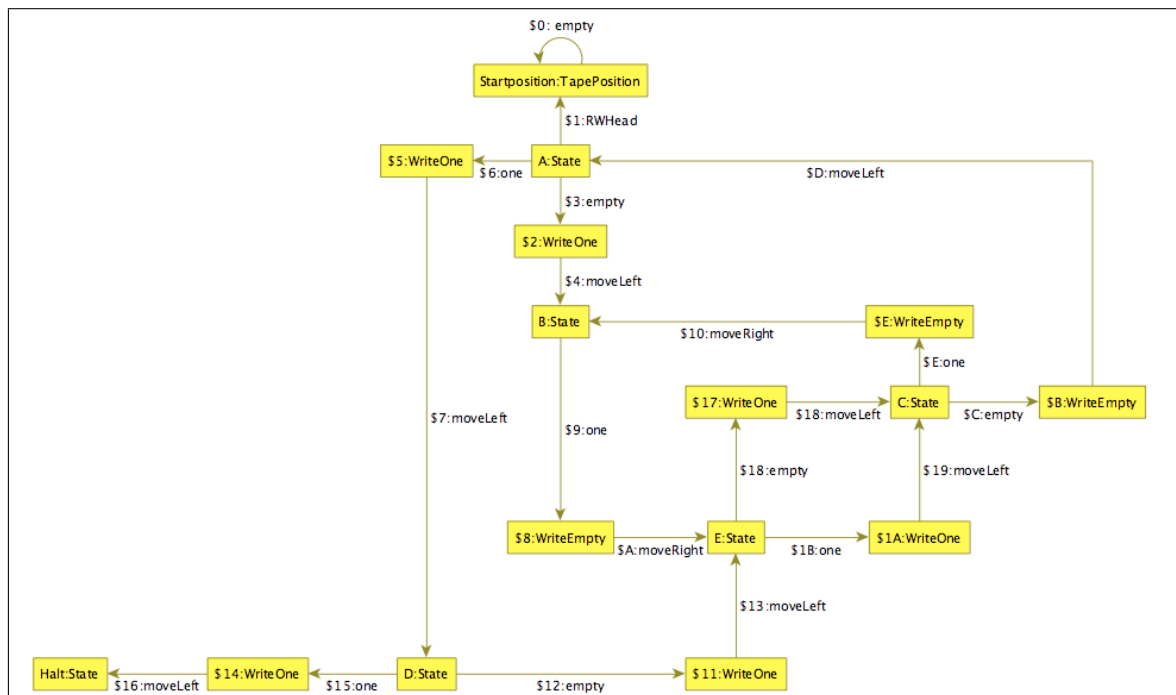 $0: empty
Startposition:TapePosition
$1:RWHead
$5:WriteOne
$6:one
A:State
$D:moveLeft
$3:empty
$2:WriteOne
$4:moveLeft
B:State
$10:moveRight
$E:WriteEmpty
$E:one
$7:moveLeft
$9:one
$17:WriteOne
$18:moveLeft
C:State
$C:empty
$B:WriteEmpty
$18:empty
$19:moveLeft
$8:WriteEmpty
$A:moveRight
E:State
$1B:one
$1A:WriteOne
$13:moveLeft
Halt:State
$16:moveLeft
$14:WriteOne
$15:one
D:State
$12:empty
$11:WriteOne